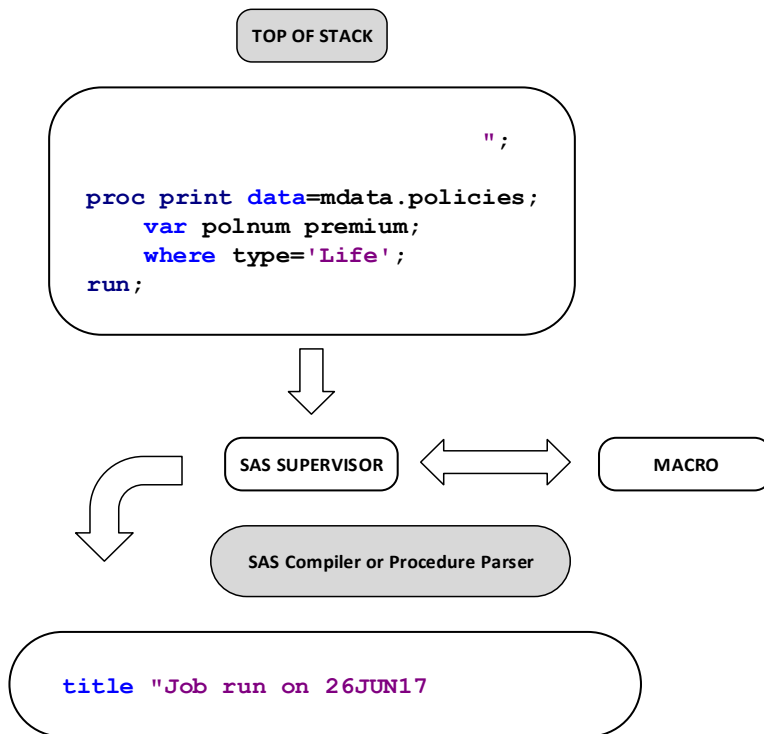 TOP OF STACK
";
proc print data=mdata.policies;
var polnum premium;
where type='Life';
run;
SAS SUPERVISOR
MACRO
SAS Compiler or Procedure Parser
title "Job run on 26JUN17